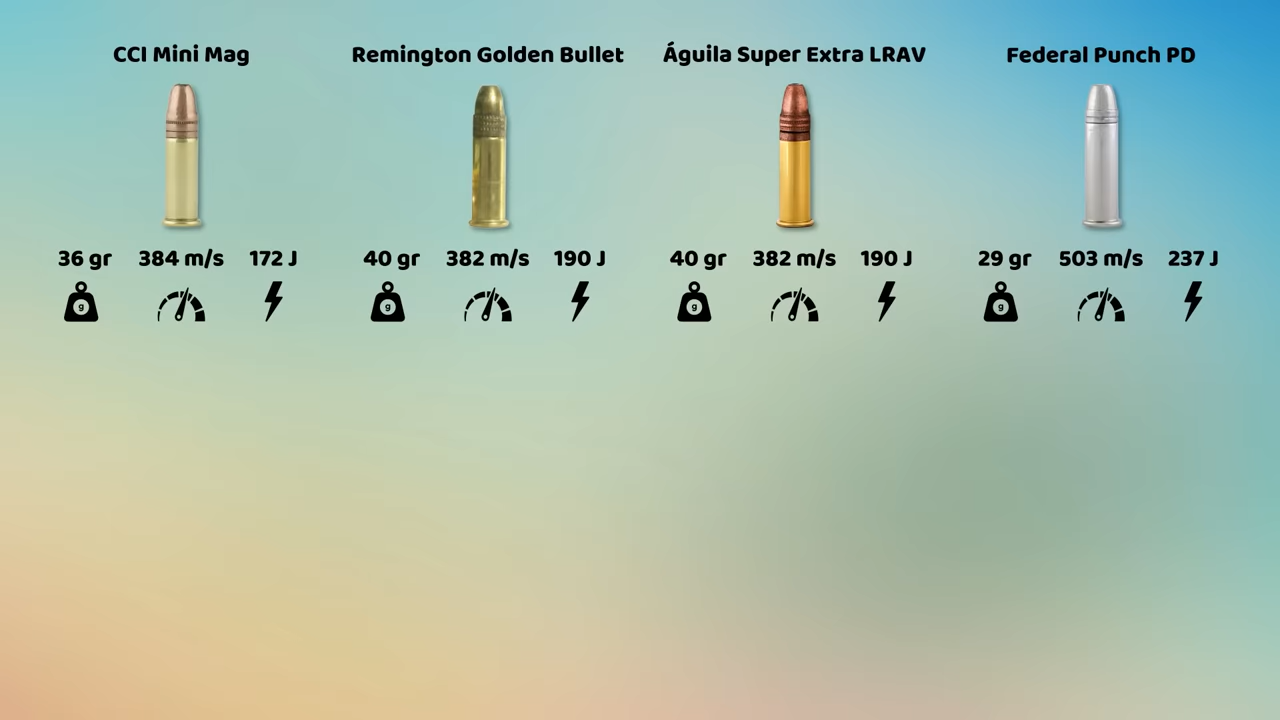 CCI Mini Mag
Remington Golden Bullet
Águila Super Extra LRAV
Federal Punch PD
36 gr 384 m/s 172 J
40 gr 382 m/s 190 J
40 gr 382 m/s 190 J
29 gr 503 m/s 237 J
g
g
g
g